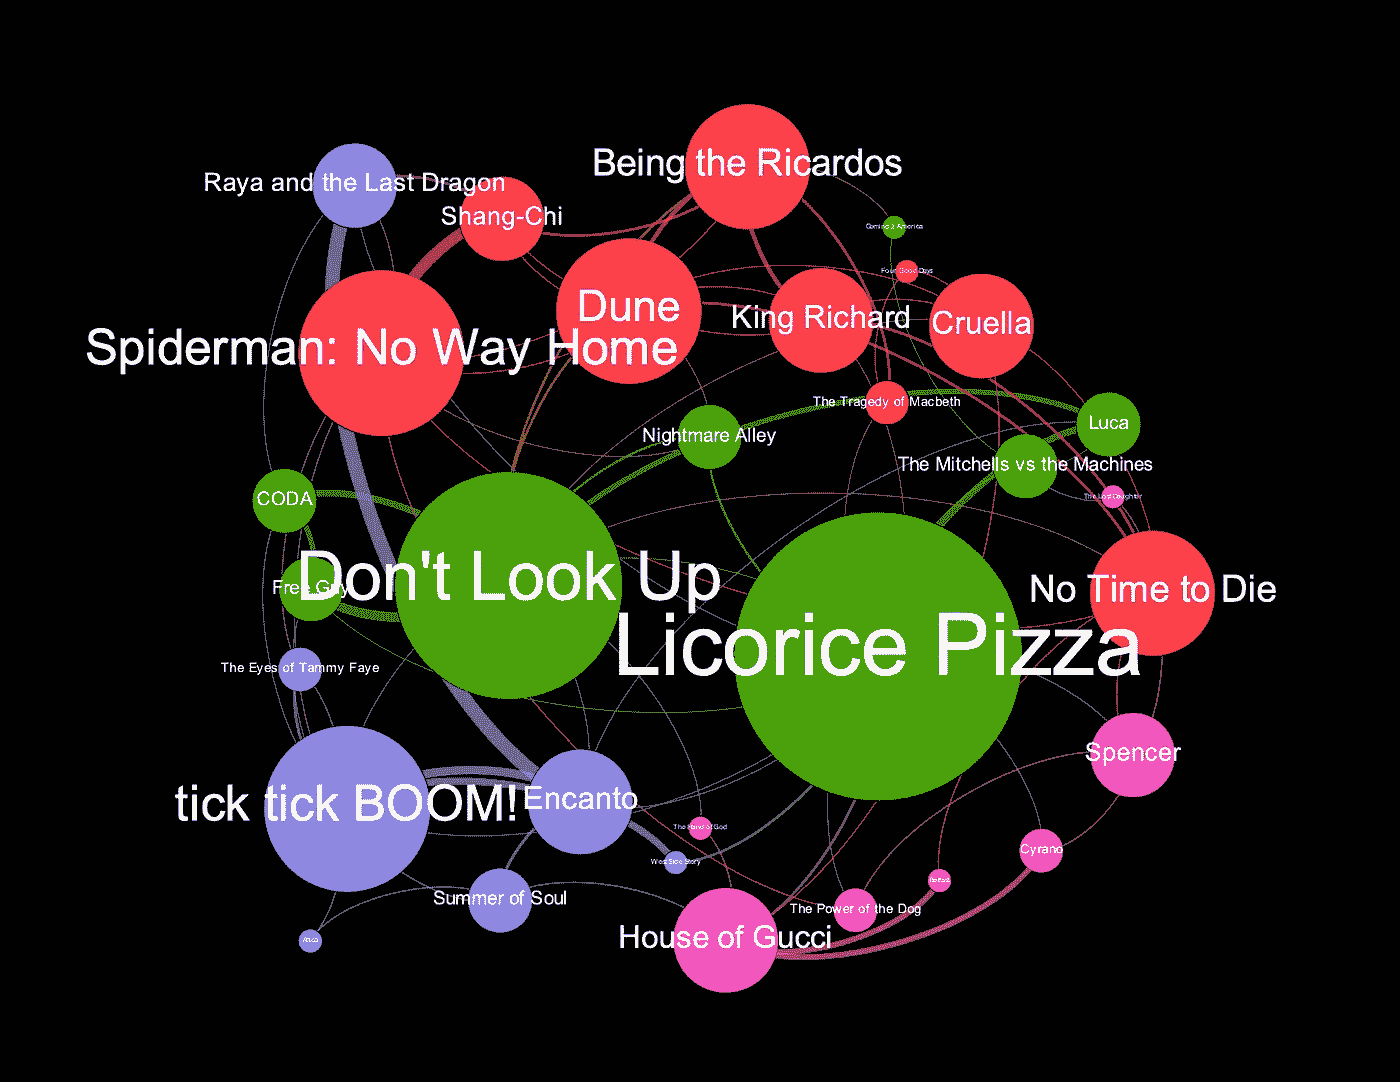 Being the Ricardos
Raya and the Last Dragon
Shang-Chi
Coming 2 America
Four Good Days
Dune
King Richard
Cruella
Spiderman: No Way Home
The Tragedy of Macbeth
Luca
Nightmare Alley
The Mitchells vs the Machines
The Lost Daughter
CODA
Don't Look Up
Free Guy
No Time to Die
Licorice Pizza
The Eyes of Tammy Faye
Spencer
tick tick BOOM!
Encanto
The Hand of God
Cyrano
West Side Story
Summer of Soul
The Power of the Dog
House of Gucci